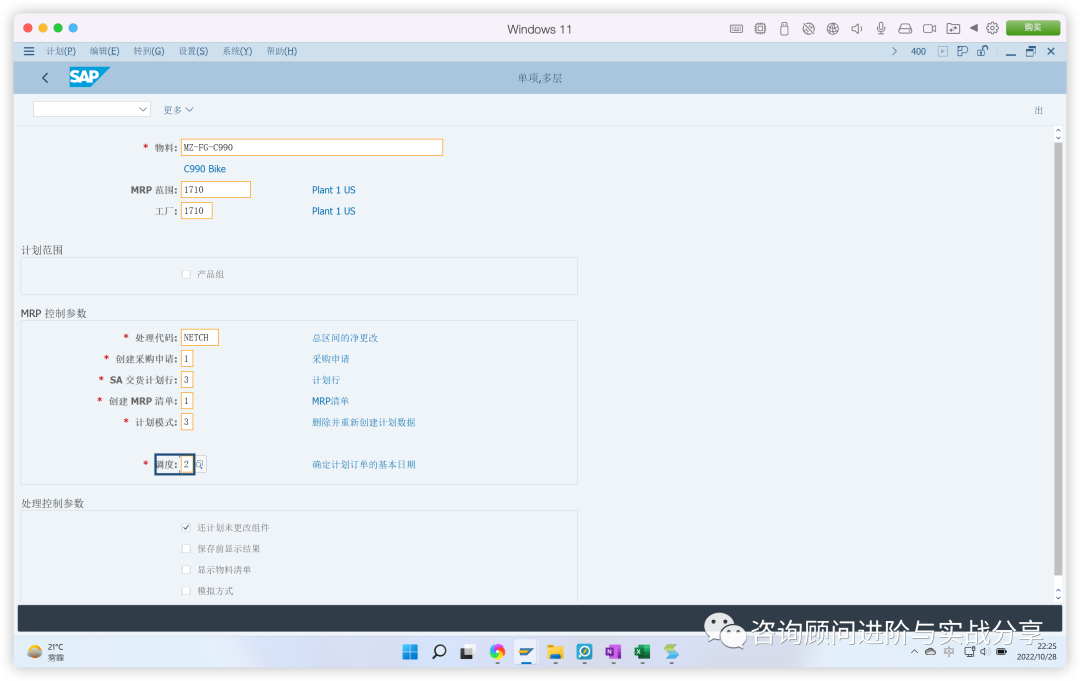 Windows 11
购买
计划(P) 编辑(E) 转到(G) 设置(S) 系统(Y) 帮助(H) 400
SAP 单项,多层
更多
* 物料: MZ-FG-C990
C990 Bike
MRP 范围: 1710 Plant 1 US
工厂: 1710 Plant 1 US
计划范围
产品组
MRP 控制参数
* 处理代码: NETCH 总区间的净更改
* 创建采购申请: 1 采购申请
* SA 交货计划行: 3 计划行
* 创建 MRP 清单: 1 MRP清单
* 计划模式: 3 删除并重新创建计划数据
* 调度: 2 确定计划订单的基本日期
处理控制参数
还计划未更改组件
保存前显示结果
显示物料清单
模拟方式
咨询顾问进阶与实战分享
21°C
雾霾
中
22:25
2022/10/28